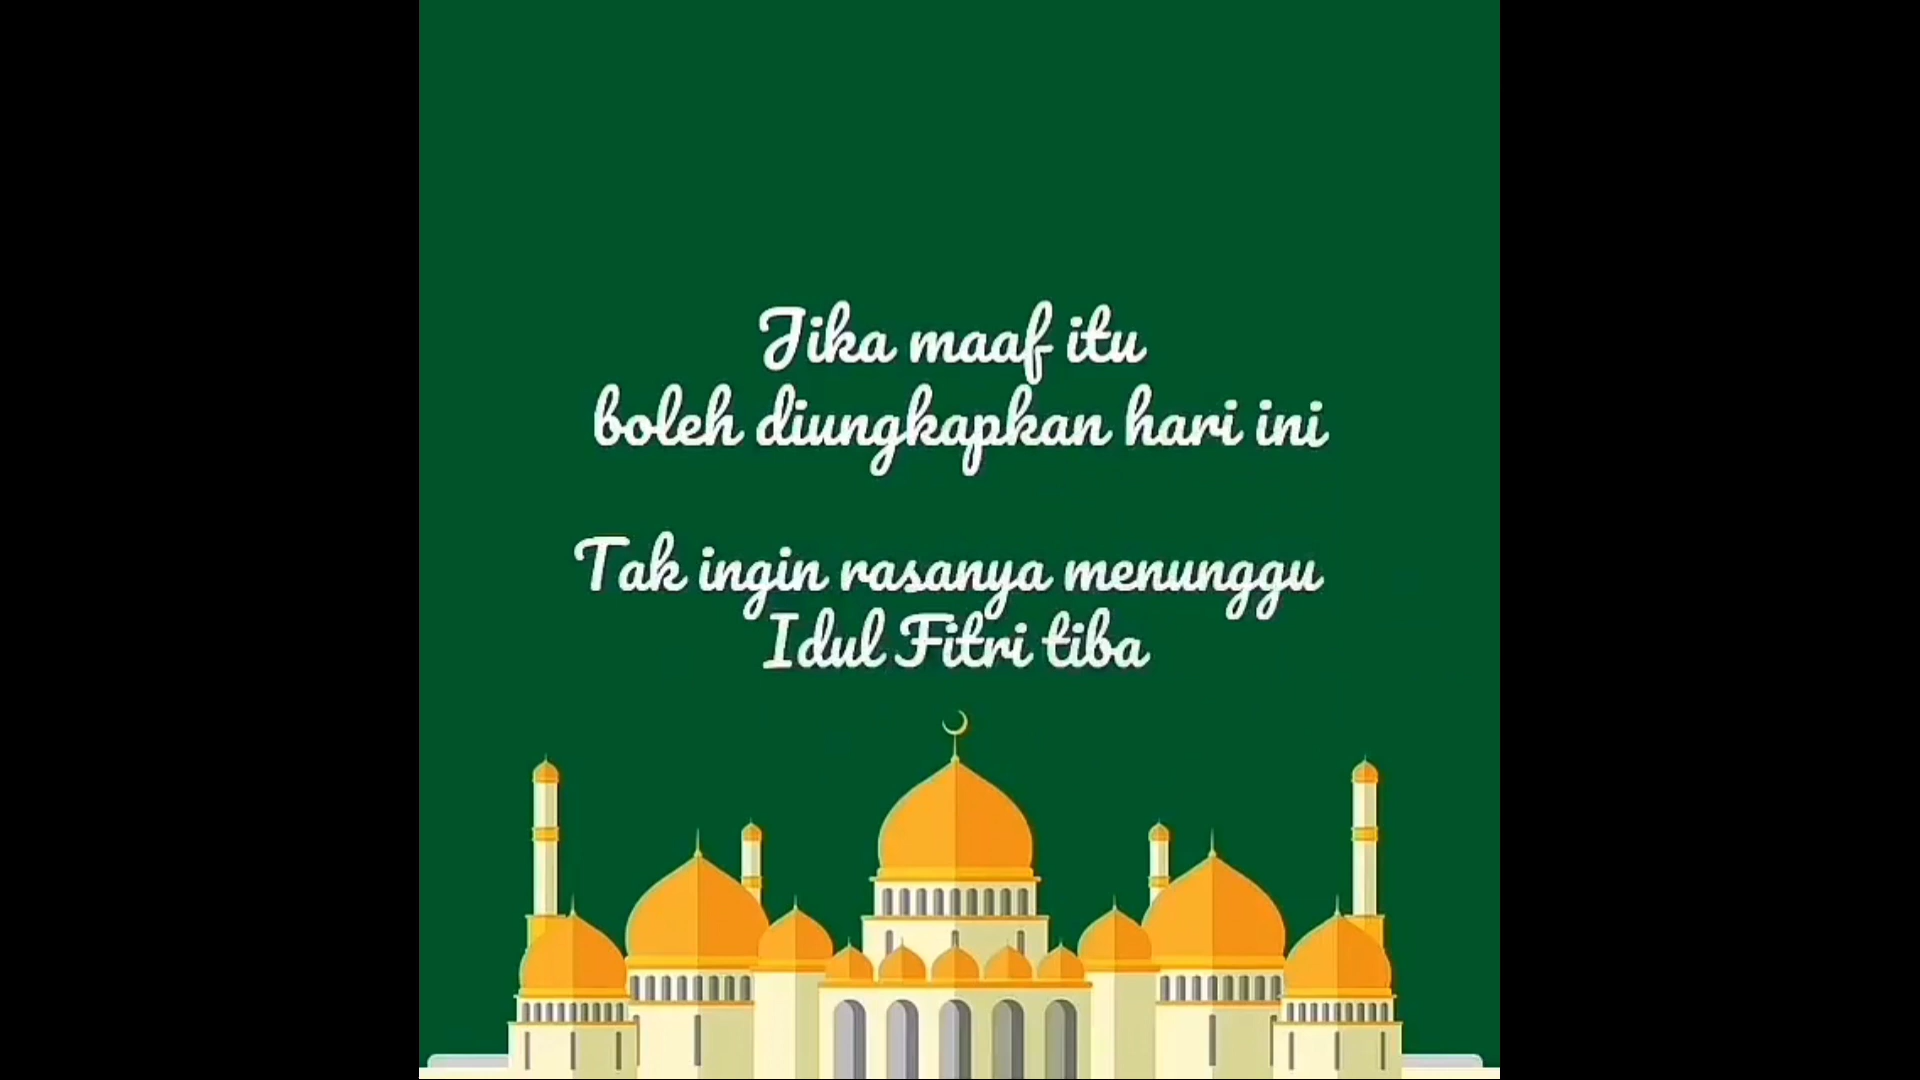 Jika maaf itu
boleh diungkapkan hari ini
Tak ingin rasanya menunggu
Idul Fitri tiba